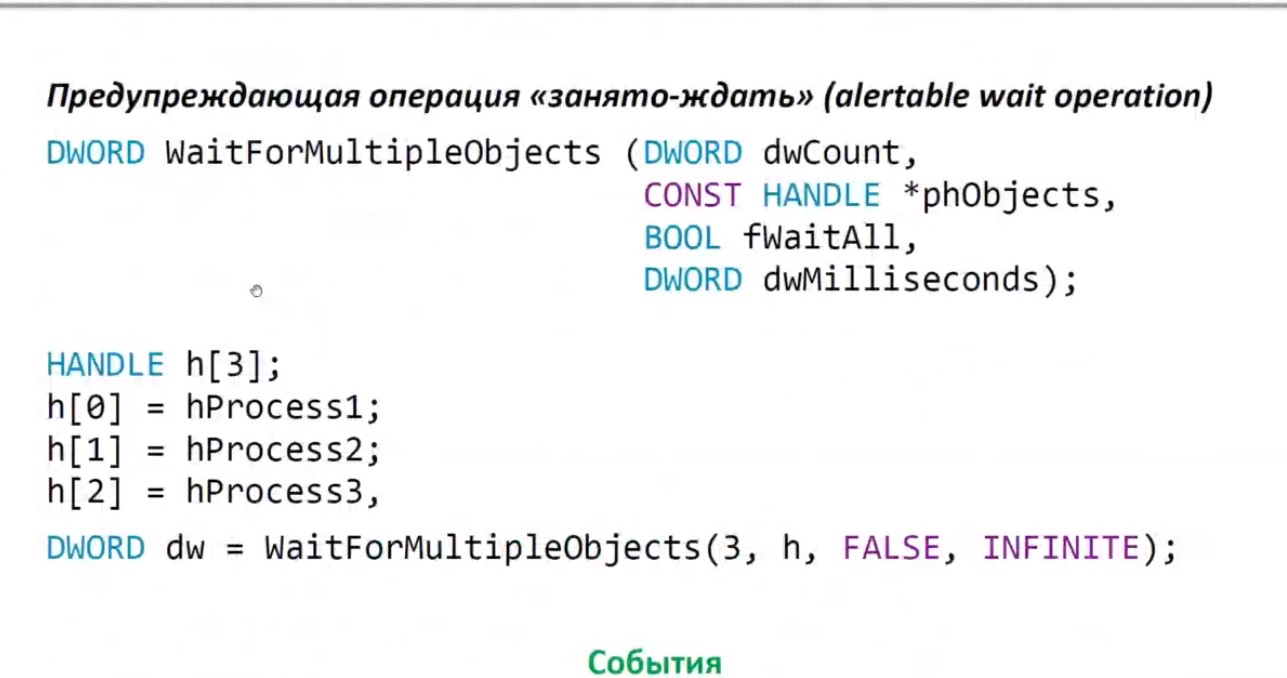 Предупреждающая операция «занято-ждать» (alertable wait operation)
DWORD WaitForMultipleObjects (DWORD dwCount,
CONST HANDLE *phObjects,
BOOL fWaitAll,
DWORD dwMilliseconds);
HANDLE h[3];
h[0] = hProcess1;
h[1] = hProcess2;
h[2] = hProcess3,
DWORD dw = WaitForMultipleObjects(3, h, FALSE, INFINITE);
События